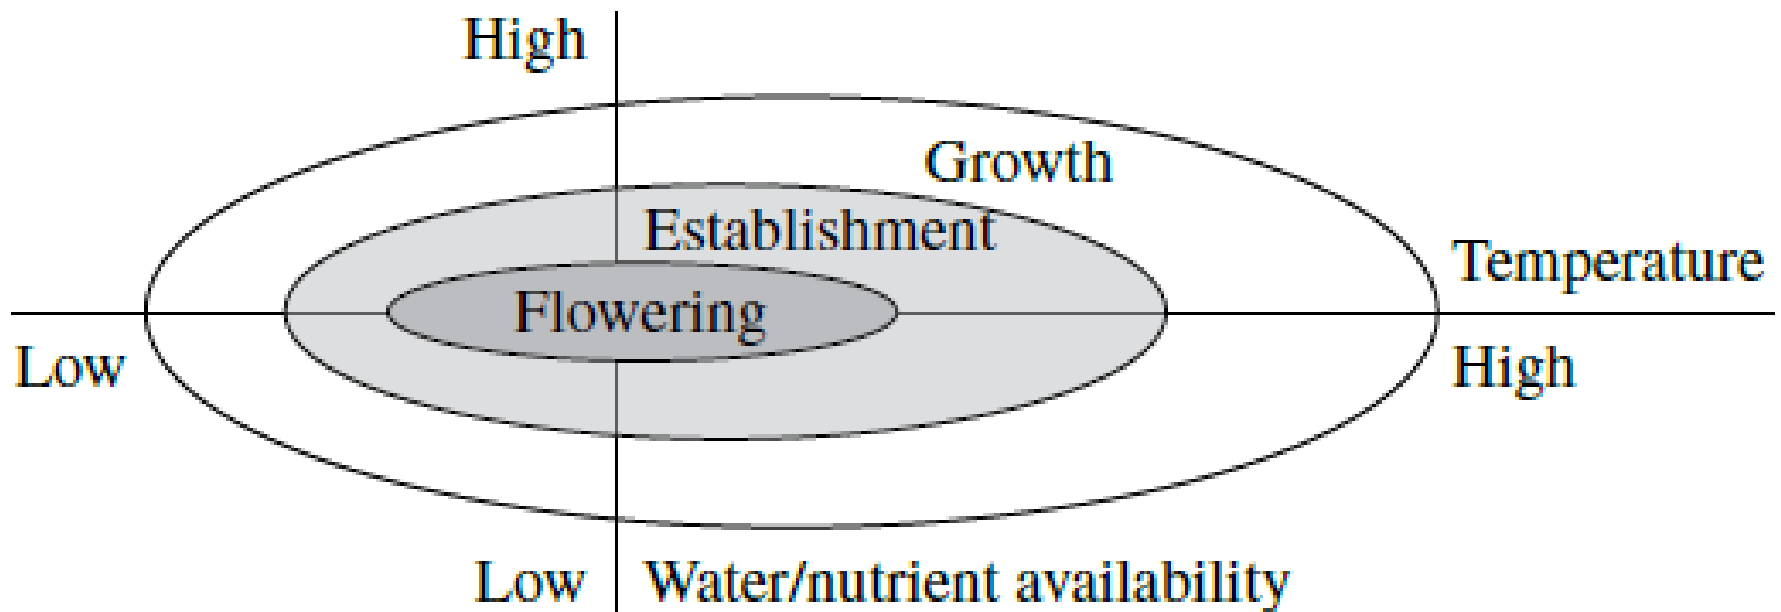 High
Growth
Establishment
Temperature
Flowering
Low
High
Low
Water/nutrient availability